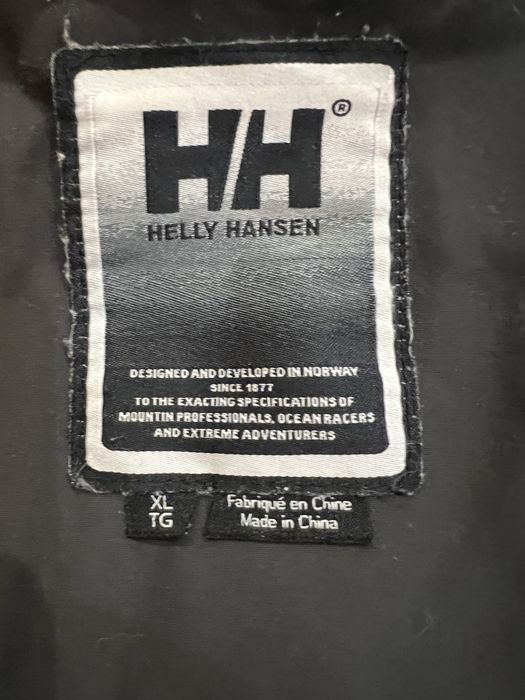 HH®
HELLY HANSEN
DESIGNED AND DEVELOPED IN NORWAY
SINCE 1877
TO THE EXACTING SPECIFICATIONS OF
MOUNTIN PROFESSIONALS, OCEAN RACERS
AND EXTREME ADVENTURERS
XL
TG
Fabriqué en Chine
Made in China